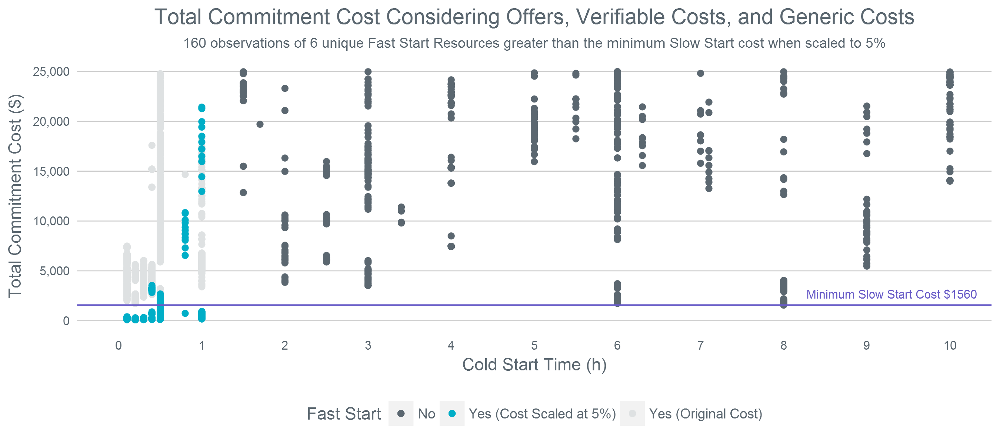 Total Commitment Cost Considering Offers, Verifiable Costs, and Generic Costs
160 observations of 6 unique Fast Start Resources greater than the minimum Slow Start cost when scaled to 5%
Total Commitment Cost ($)
25,000
20,000
15,000
10,000
5,000
0
Minimum Slow Start Cost $1560
0 1 2 3 4 5 6 7 8 9 10
Cold Start Time (h)
Fast Start No Yes (Cost Scaled at 5%) Yes (Original Cost)